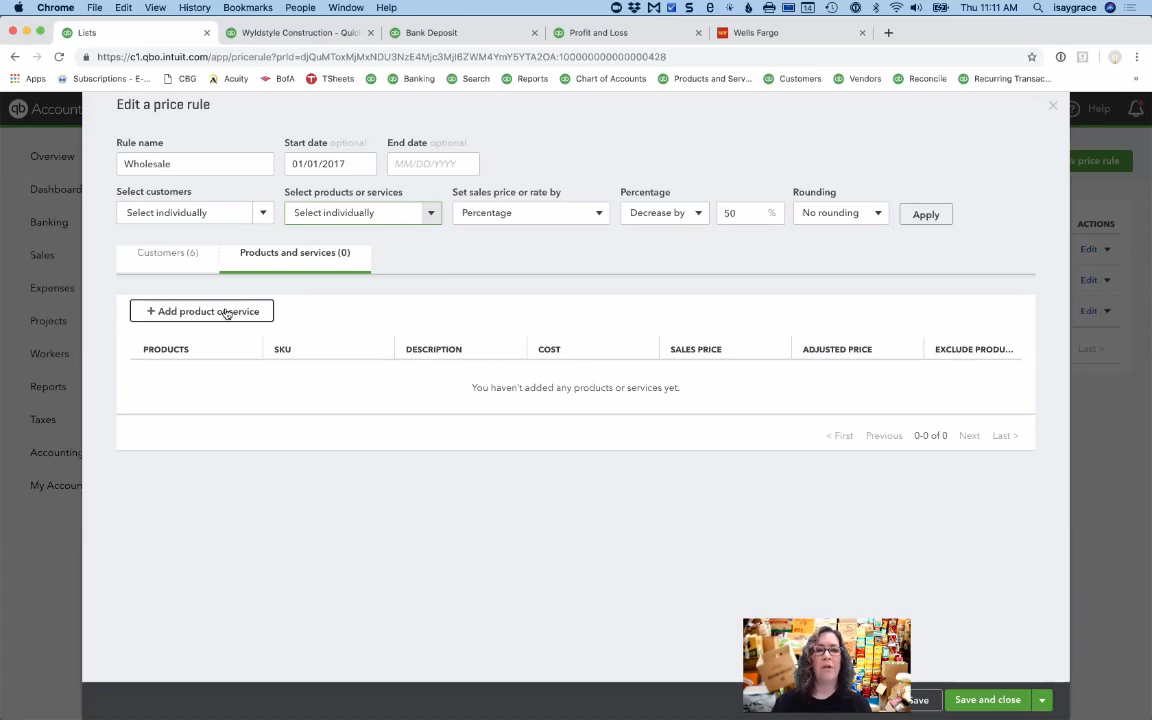 Chrome File Edit View History Bookmarks People Window Help Thu 11:11 AM isaygrace
Lists × Wyldstyle Construction - Quic × Bank Deposit × Profit and Loss × Wells Fargo × +
https://c1.qbo.intuit.com/app/pricerule?prId=djQuMToxMjMxNDU3NzE4Mjc3MjI6ZWM4YmY5YTA2OA:100000000000000428
Apps Subscriptions - E-... CBG Acuity BofA TSheets Banking Search Reports Chart of Accounts Products and Serv... Customers Vendors Reconcile Recurring Transac... »
qb Account
Help
Edit a price rule
Rule name Start date optional End date optional
Wholesale 01/01/2017 MM/DD/YYYY
Select customers Select products or services Set sales price or rate by Percentage Rounding
Select individually Select individually Percentage Decrease by 50 % No rounding Apply
Customers (6) Products and services (0)
+ Add product or service
PRODUCTS SKU DESCRIPTION COST SALES PRICE ADJUSTED PRICE EXCLUDE PRODU...
You haven't added any products or services yet.
< First Previous 0-0 of 0 Next Last >
Overview
Dashboard
Banking
Sales
Expenses
Projects
Workers
Reports
Taxes
Accounting
My Accoun
w price rule
ACTIONS
Edit
Edit
Edit
Last >
Save Save and close